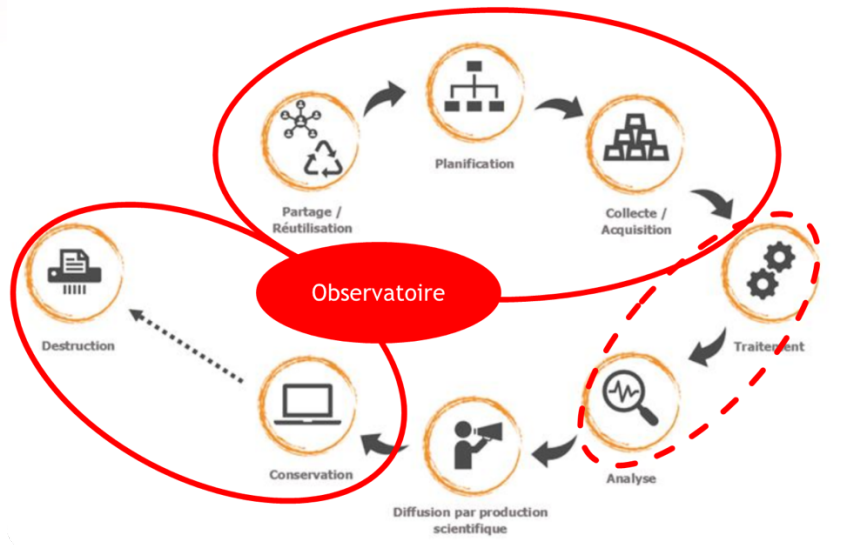 Planification
Partage /
Réutilisation
Collecte /
Acquisition
Observatoire
Destruction
Traitement
Conservation
Analyse
Diffusion par production
scientifique